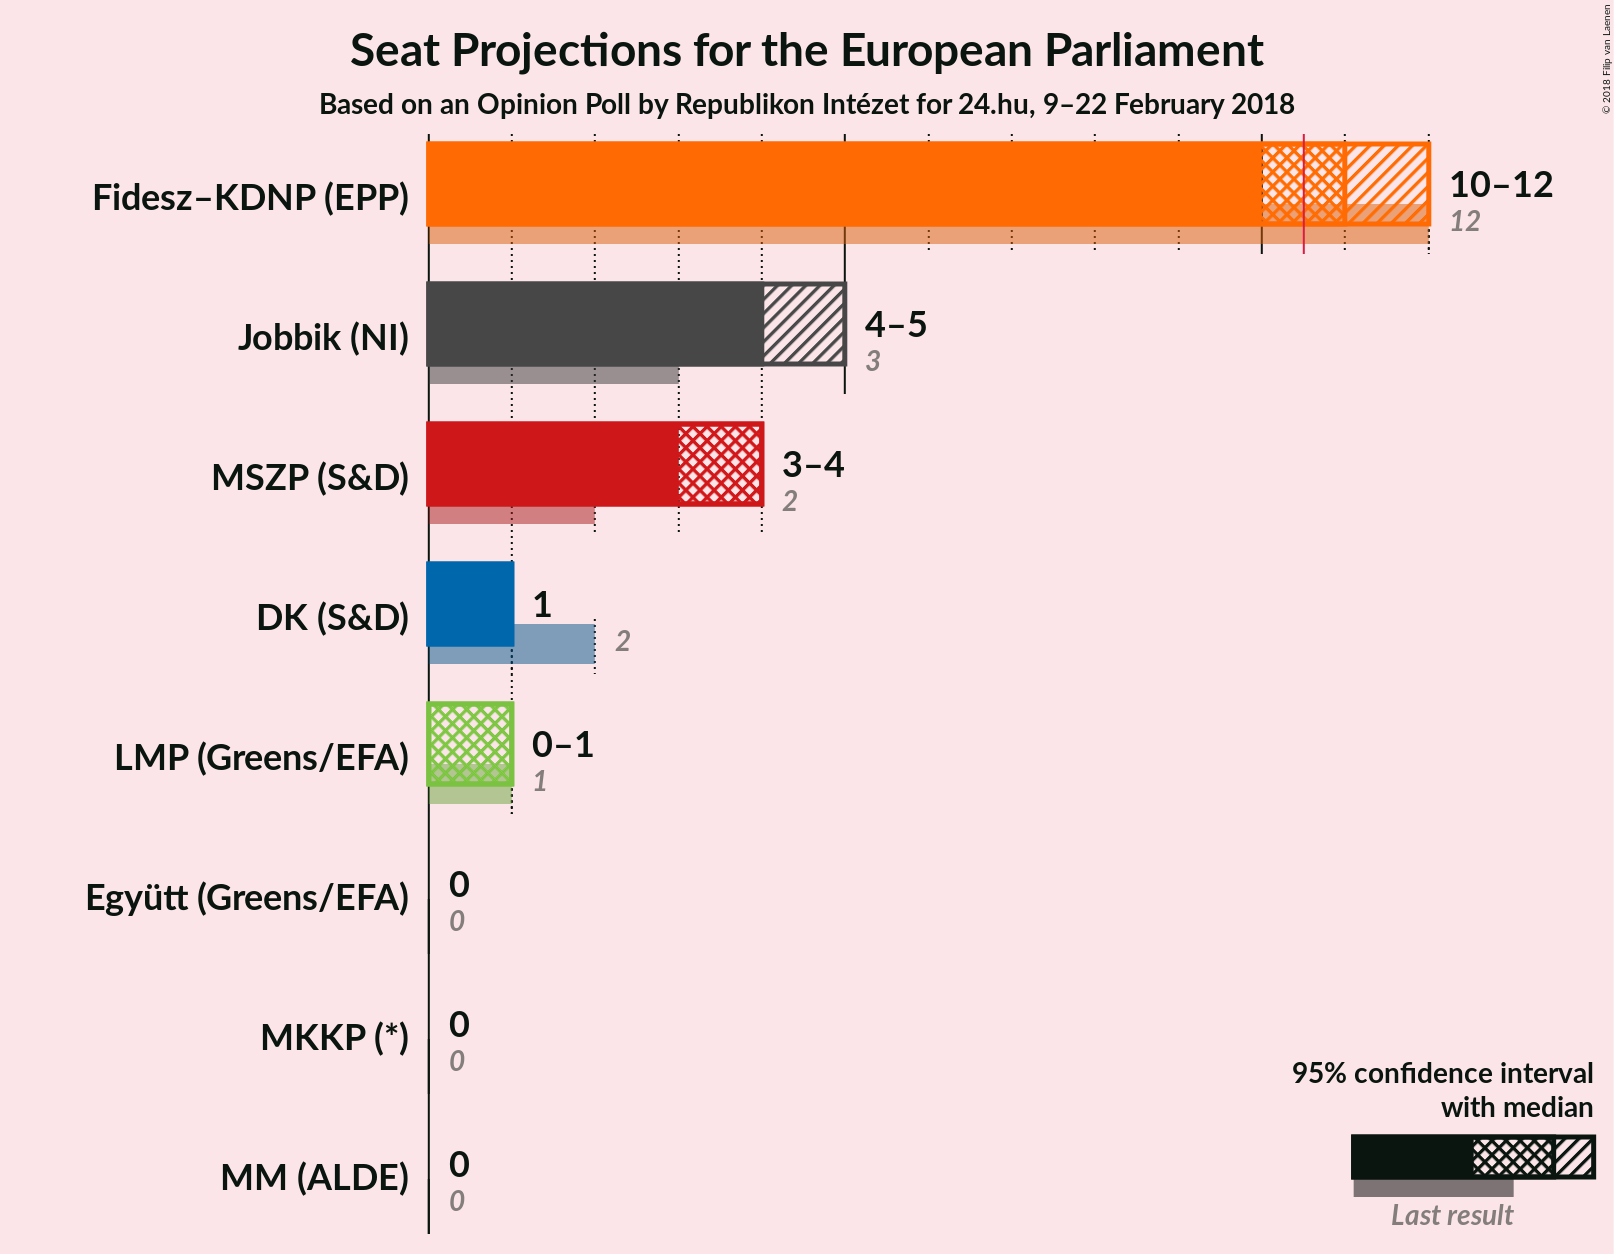 Seat Projections for the European Parliament
Based on an Opinion Poll by Republikon Intézet for 24.hu, 9–22 February 2018
© 2018 Filip van Laenen
Fidesz–KDNP (EPP)
10–12
12
Jobbik (NI)
4–5
3
MSZP (S&D)
3–4
2
DK (S&D)
1
2
LMP (Greens/EFA)
0–1
1
Együtt (Greens/EFA)
0
0
MKKP (*)
0
0
MM (ALDE)
0
0
95% confidence interval
with median
Last result